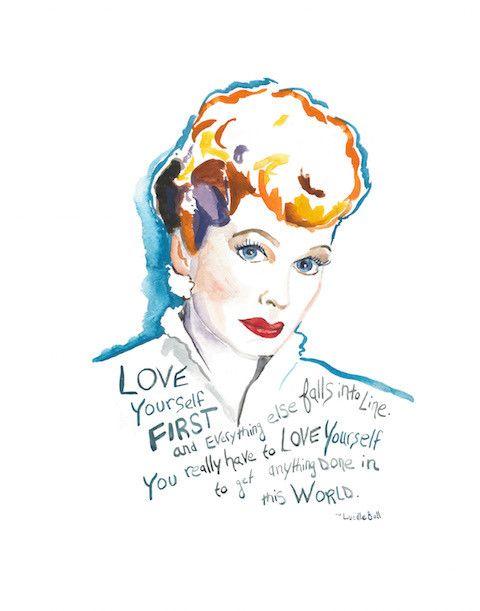 LOVE
Yourself
FIRST
and EVERYthing else falls into Line.
You really have to LOVE Yourself
to get anything DONE in
this WORLD.
~Lucille Ball